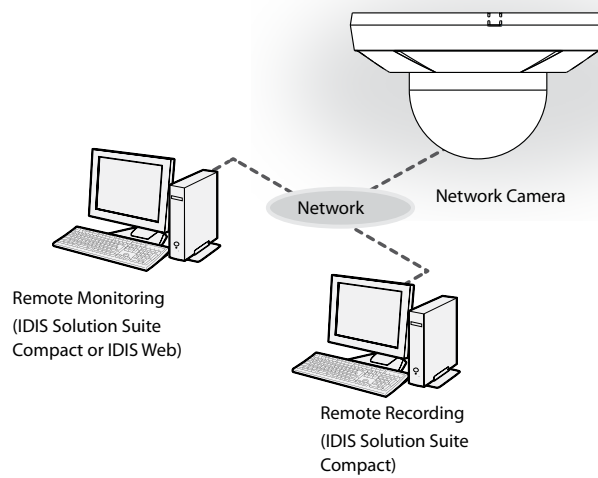 Network Camera
Network
Remote Monitoring
(IDIS Solution Suite
Compact or IDIS Web)
Remote Recording
(IDIS Solution Suite
Compact)